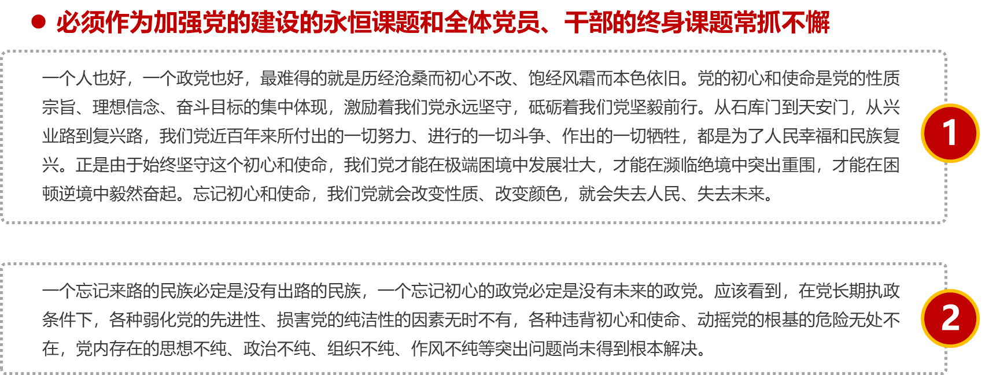 ● 必须作为加强党的建设的永恒课题和全体党员、干部的终身课题常抓不懈
一个人也好，一个政党也好，最难得的就是历经沧桑而初心不改、饱经风霜而本色依旧。党的初心和使命是党的性质
宗旨、理想信念、奋斗目标的集中体现，激励着我们党永远坚守，砥砺着我们党坚毅前行。从石库门到天安门，从兴
业路到复兴路，我们党近百年来所付出的一切努力、进行的一切斗争、作出的一切牺牲，都是为了人民幸福和民族复
兴。正是由于始终坚守这个初心和使命，我们党才能在极端困境中发展壮大，才能在濒临绝境中突出重围，才能在困
顿逆境中毅然奋起。忘记初心和使命，我们党就会改变性质、改变颜色，就会失去人民、失去未来。
1
一个忘记来路的民族必定是没有出路的民族，一个忘记初心的政党必定是没有未来的政党。应该看到，在党长期执政
条件下，各种弱化党的先进性、损害党的纯洁性的因素无时不有，各种违背初心和使命、动摇党的根基的危险无处不
在，党内存在的思想不纯、政治不纯、组织不纯、作风不纯等突出问题尚未得到根本解决。
2